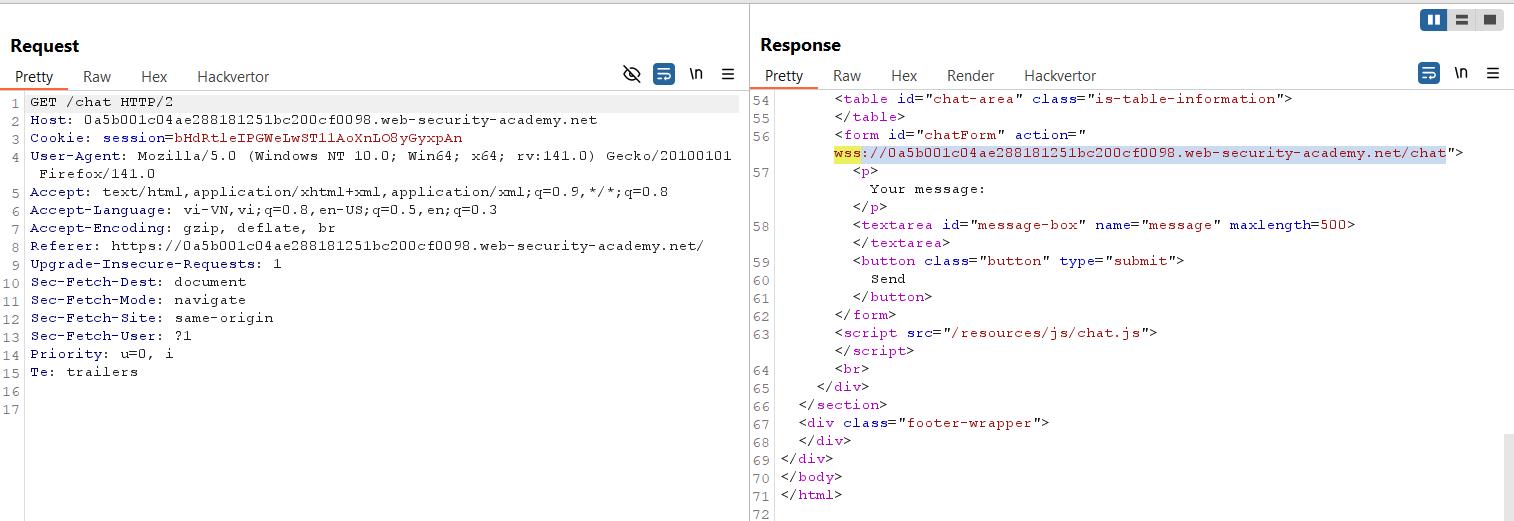 Request
Pretty Raw Hex Hackvertor \n
1 GET /chat HTTP/2
2 Host: 0a5b001c04ae288181251bc200cf0098.web-security-academy.net
3 Cookie: session=bHdRtleIPGWeLwST11AoXnLO8yGyxpAn
4 User-Agent: Mozilla/5.0 (Windows NT 10.0; Win64; x64; rv:141.0) Gecko/20100101
Firefox/141.0
5 Accept: text/html,application/xhtml+xml,application/xml;q=0.9,*/*;q=0.8
6 Accept-Language: vi-VN,vi;q=0.8,en-US;q=0.5,en;q=0.3
7 Accept-Encoding: gzip, deflate, br
8 Referer: https://0a5b001c04ae288181251bc200cf0098.web-security-academy.net/
9 Upgrade-Insecure-Requests: 1
10 Sec-Fetch-Dest: document
11 Sec-Fetch-Mode: navigate
12 Sec-Fetch-Site: same-origin
13 Sec-Fetch-User: ?1
14 Priority: u=0, i
15 Te: trailers
16
17
Response
Pretty Raw Hex Render Hackvertor \n
54 <table id="chat-area" class="is-table-information">
55 </table>
56 <form id="chatForm" action="
wss://0a5b001c04ae288181251bc200cf0098.web-security-academy.net/chat">
57 <p>
Your message:
</p>
58 <textarea id="message-box" name="message" maxlength=500>
</textarea>
59 <button class="button" type="submit">
60 Send
61 </button>
62 </form>
63 <script src="/resources/js/chat.js">
</script>
64 <br>
65 </div>
66 </section>
67 <div class="footer-wrapper">
68 </div>
69 </div>
70 </body>
71 </html>
72